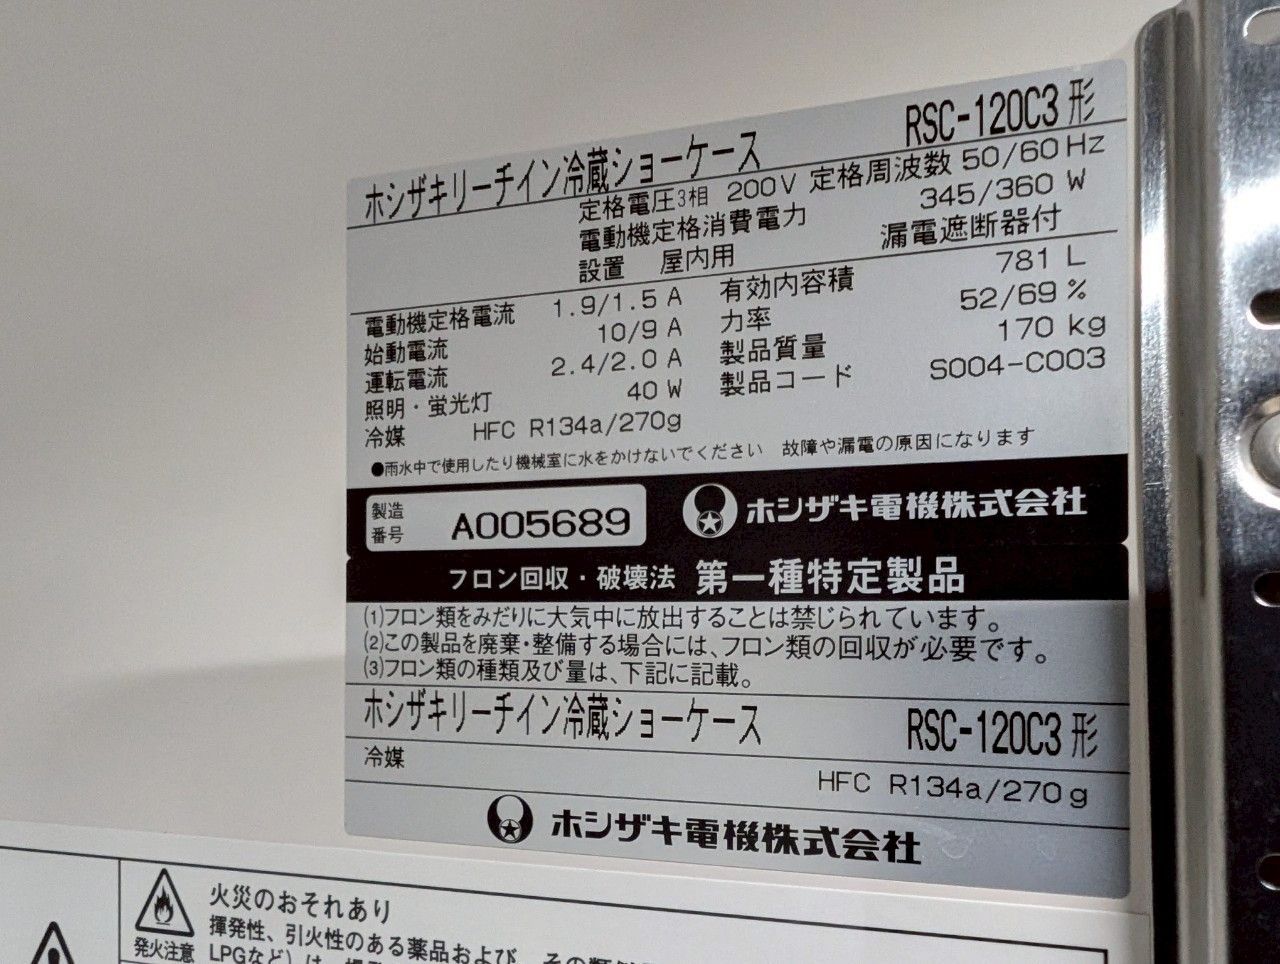 ホシザキリーチイン冷蔵ショーケース RSC-120C3形
定格電圧3相 200V 定格周波数 50/60Hz
電動機定格消費電力 345/360 W
設置 屋内用 漏電遮断器付
電動機定格電流 1.9/1.5 A 有効内容積 781 L
始動電流 10/9 A 力率 52/69 %
運転電流 2.4/2.0 A 製品質量 170 kg
照明・蛍光灯 40 W 製品コード S004-C003
冷媒 HFC R134a/270g
●雨水中で使用したり機械室に水をかけないでください 故障や漏電の原因になります
製造番号 A005689 ホシザキ電機株式会社
フロン回収・破壊法 第一種特定製品
(1)フロン類をみだりに大気中に放出することは禁じられています。
(2)この製品を廃棄・整備する場合には、フロン類の回収が必要です。
(3)フロン類の種類及び量は、下記に記載。
ホシザキリーチイン冷蔵ショーケース RSC-120C3形
冷媒 HFC R134a/270g
ホシザキ電機株式会社
火災のおそれあり
発火注意 揮発性、引火性のある薬品および、その類
LPGなど)は、